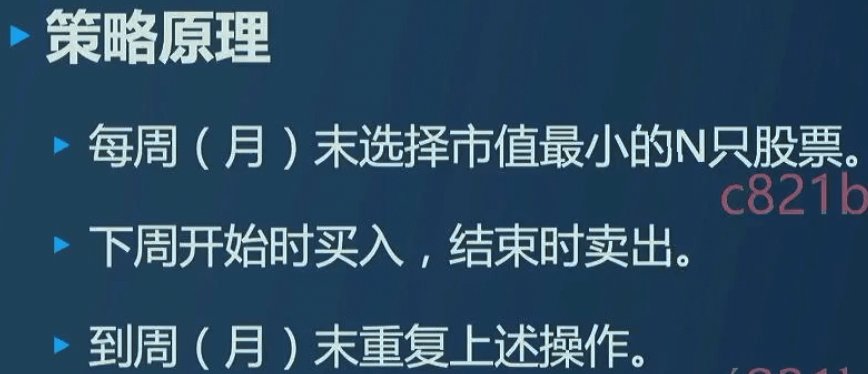 策略原理
每周（月）末选择市值最小的N只股票。
c821b
下周开始时买入，结束时卖出。
到周（月）末重复上述操作。